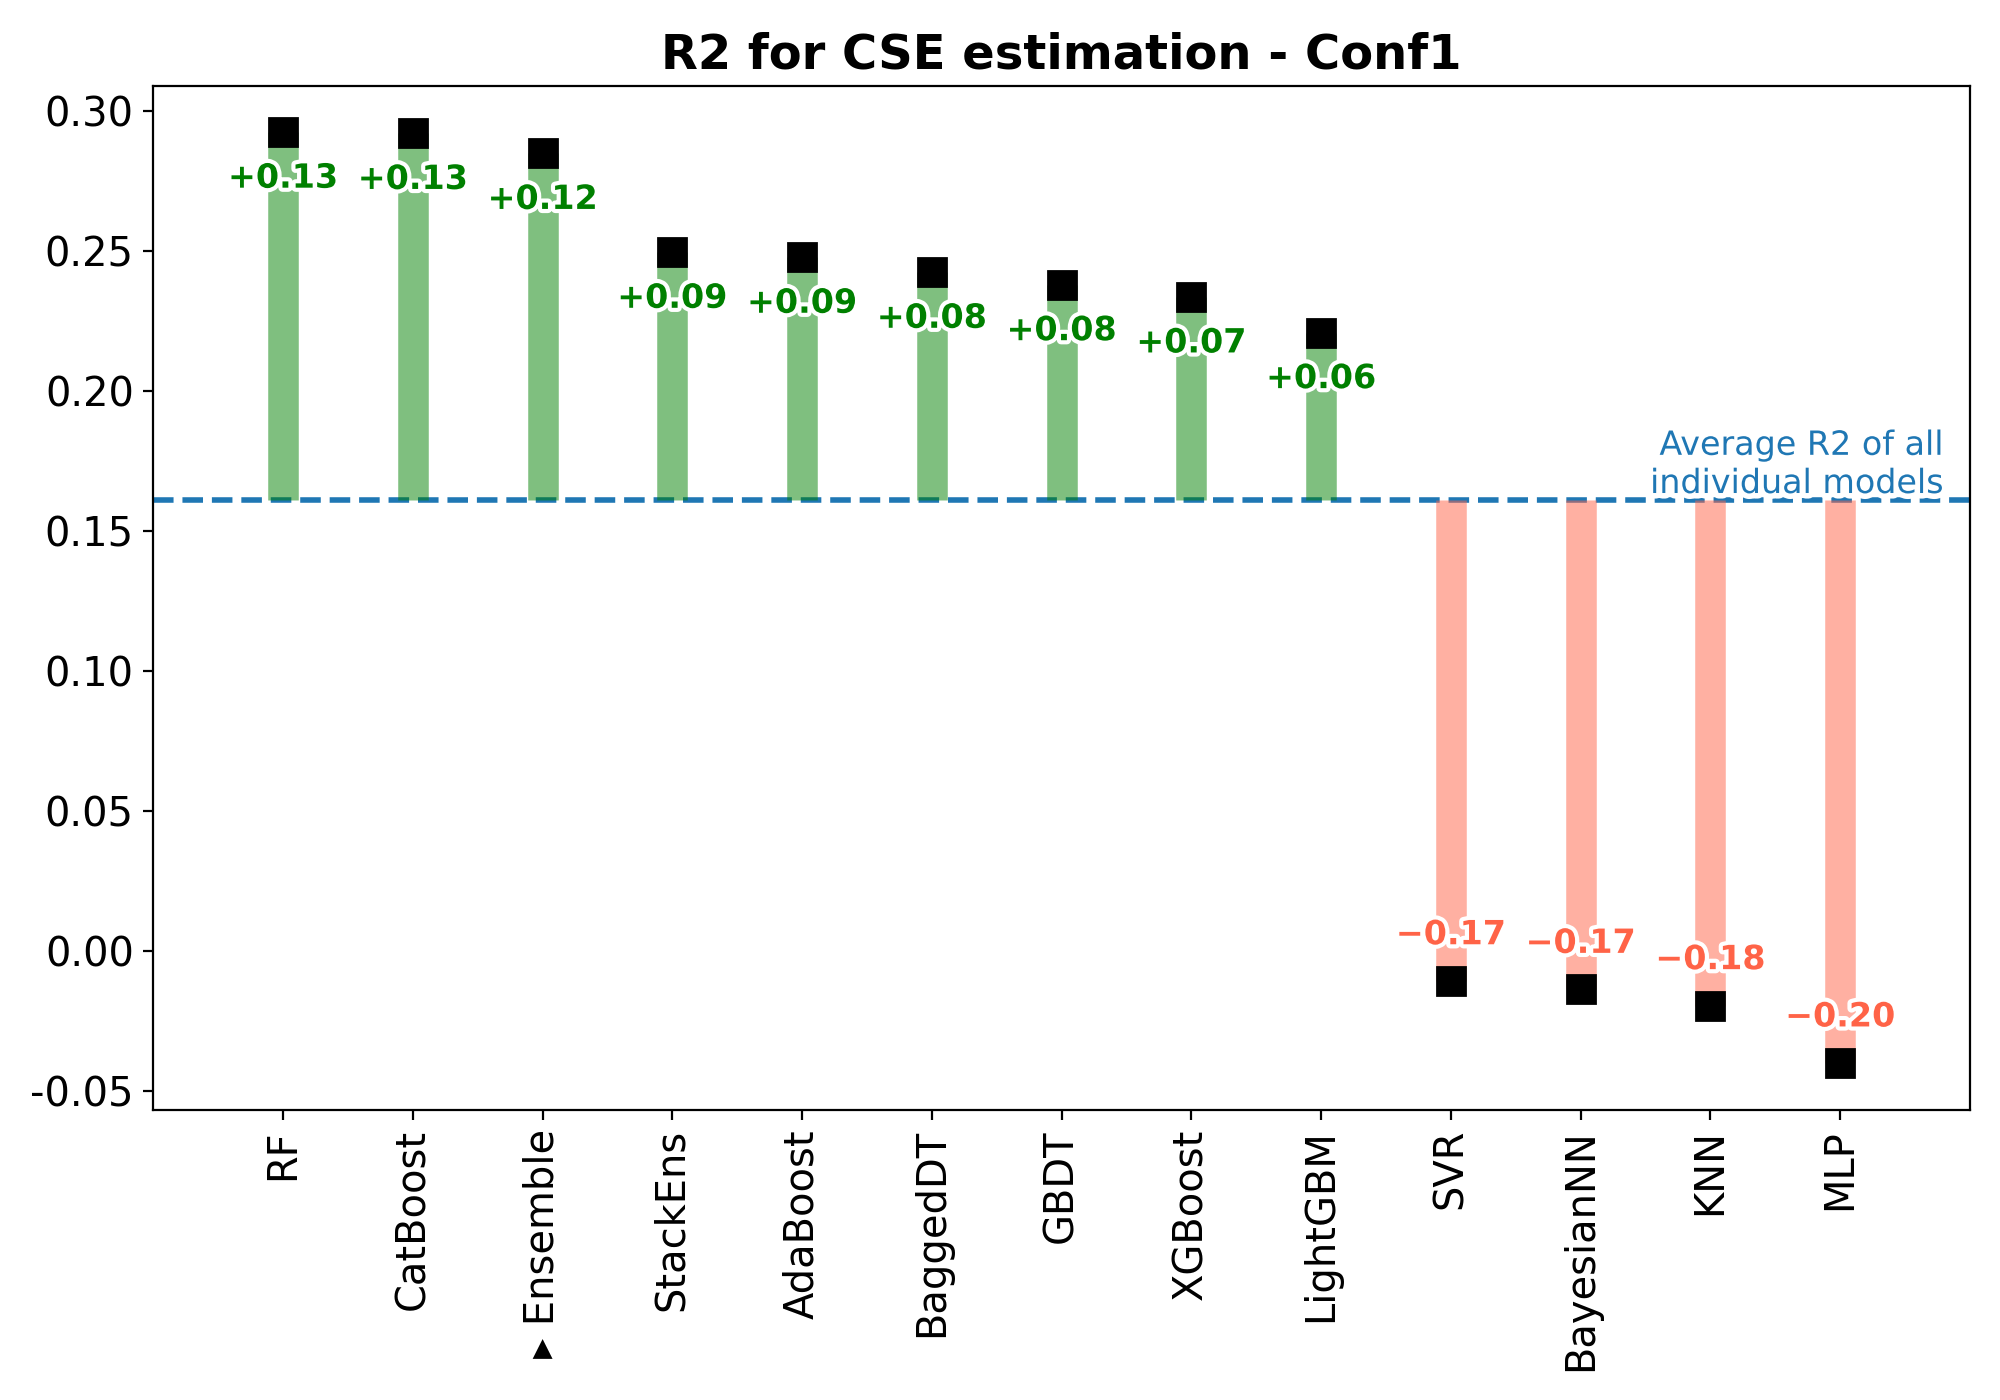 R2 for CSE estimation - Conf1
0.30
0.25
0.20
0.15
0.10
0.05
0.00
-0.05
+0.13
+0.13
+0.12
+0.09
+0.09
+0.08
+0.08
+0.07
+0.06
Average R2 of all
individual models
−0.17
−0.17
−0.18
−0.20
RF
CatBoost
► Ensemble
StackEns
AdaBoost
BaggedDT
GBDT
XGBoost
LightGBM
SVR
BayesianNN
KNN
MLP